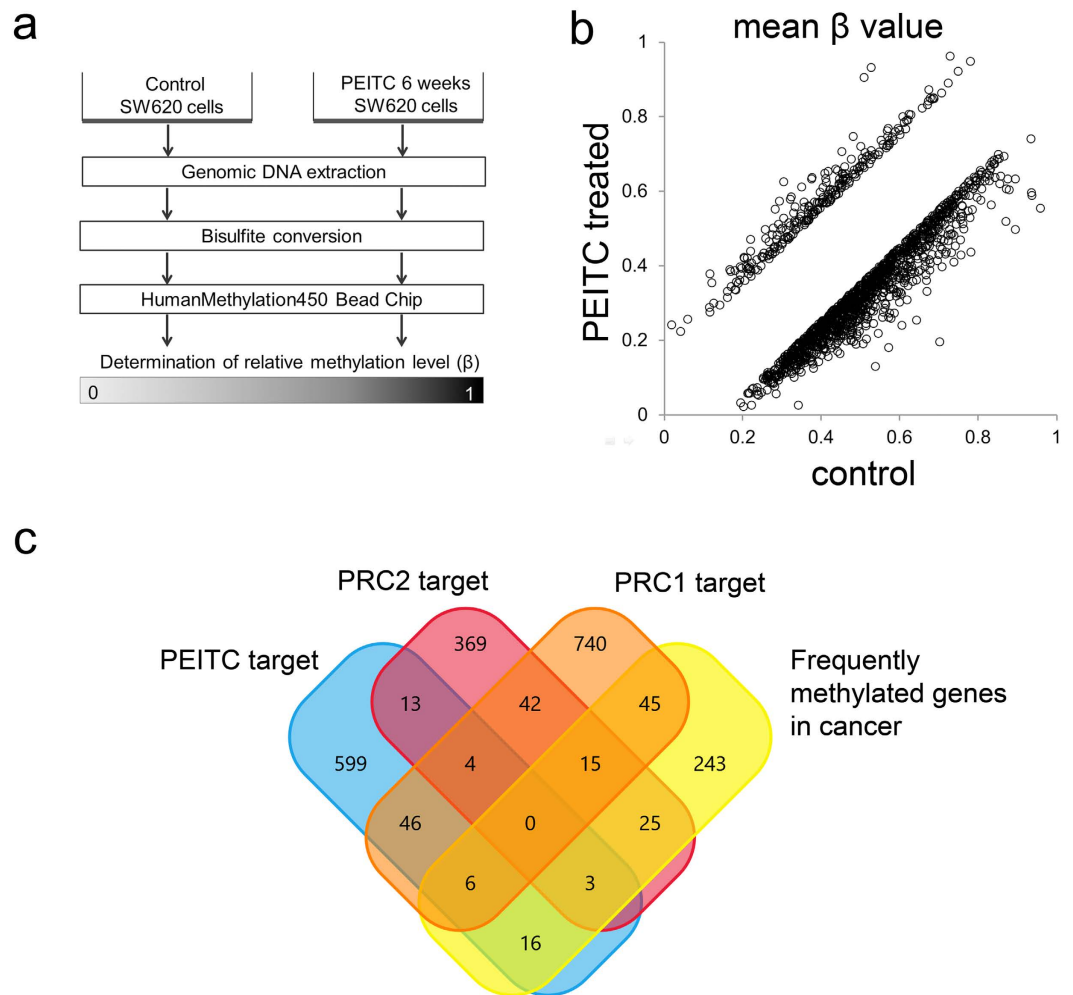 a
Control
SW620 cells
PEITC 6 weeks
SW620 cells
Genomic DNA extraction
Bisulfite conversion
HumanMethylation450 Bead Chip
Determination of relative methylation level (β)
0
1
b
mean β value
PEITC treated
1
0.8
0.6
0.4
0.2
0
0
0.2
0.4
0.6
0.8
1
control
c
PRC2 target
PRC1 target
PEITC target
Frequently
methylated genes
in cancer
369
740
13
42
45
599
4
15
243
46
0
25
6
3
16